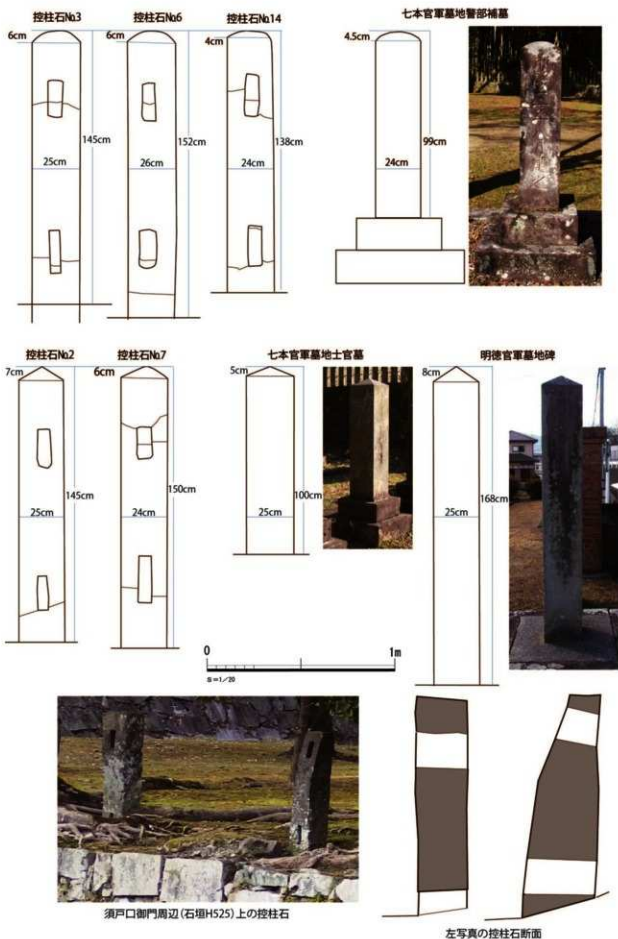 控柱石No.3
控柱石No.6
控柱石No.14
七本官軍墓地警部補墓
6cm
6cm
4cm
4.5cm
145cm
152cm
138cm
99cm
25cm
26cm
24cm
24cm
控柱石No.2
控柱石No.7
七本官軍墓地士官墓
明徳官軍墓地碑
7cm
6cm
5cm
8cm
145cm
150cm
100cm
168cm
25cm
24cm
25cm
25cm
0
1m
S=1/20
須戸口御門周辺(石垣H525)上の控柱石
左写真の控柱石断面